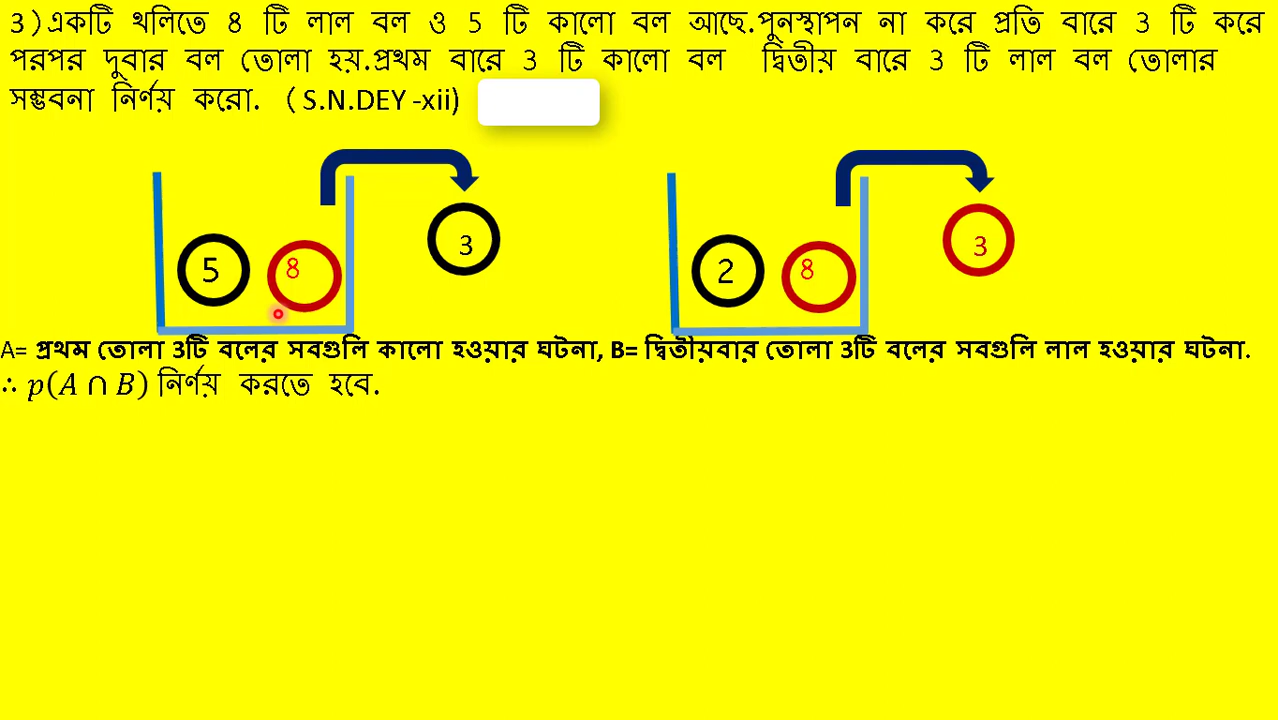 3)একটি থলিতে 8 টি লাল বল ও 5 টি কালো বল আছে.পুনস্থাপন না করে প্রতি বারে 3 টি করে
পরপর দুবার বল তোলা হয়.প্রথম বারে 3 টি কালো বল দ্বিতীয় বারে 3 টি লাল বল তোলার
সম্ভবনা নির্ণয় করো. (S.N.DEY -xii)
5 8 3
2 8 3
A= প্রথম তোলা 3টি বলের সবগুলি কালো হওয়ার ঘটনা, B= দ্বিতীয়বার তোলা 3টি বলের সবগুলি লাল হওয়ার ঘটনা.
∴ p(A ∩ B) নির্ণয় করতে হবে.